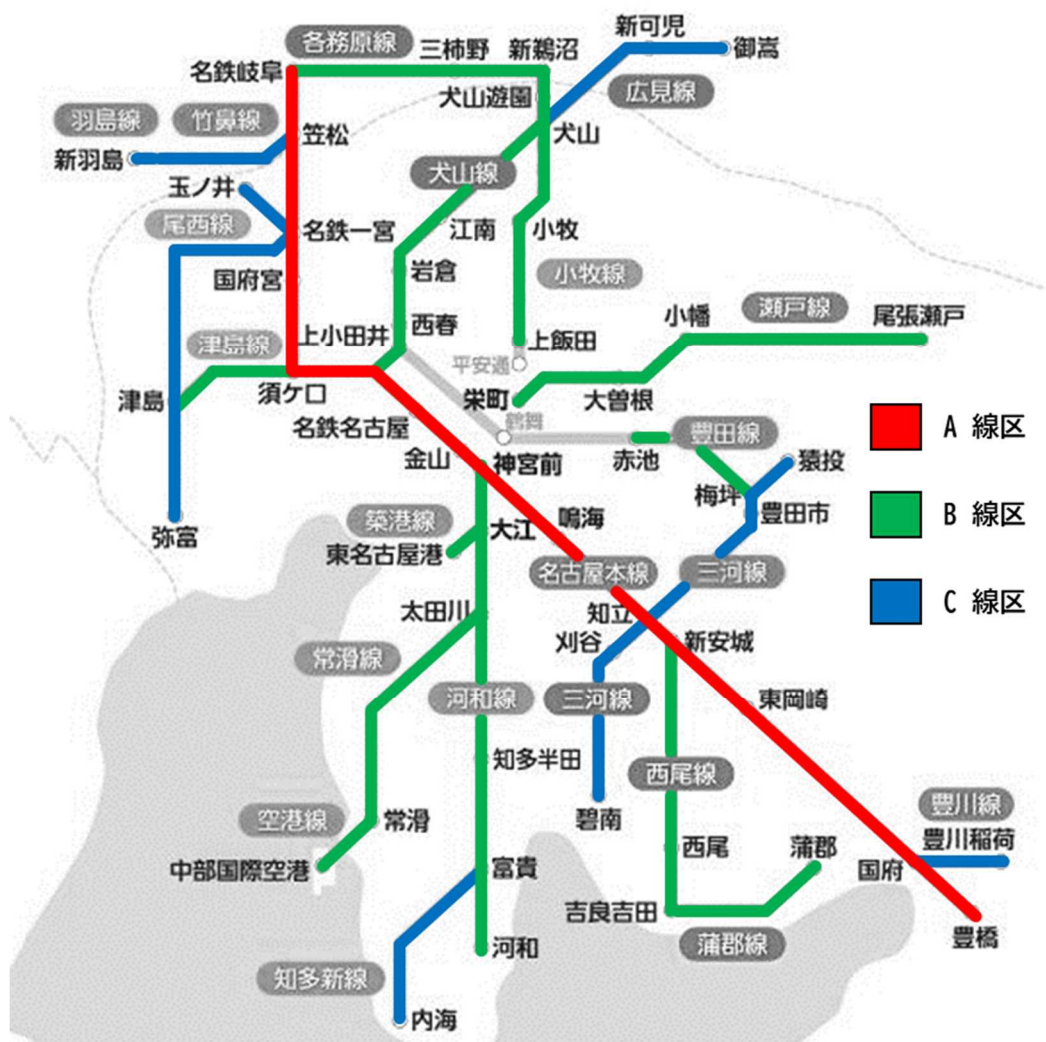 各務原線
三柿野
新鵜沼
新可児
御嵩
名鉄岐阜
犬山遊園
広見線
羽島線
竹鼻線
笠松
犬山
新羽島
犬山線
玉ノ井
尾西線
名鉄一宮
江南
小牧
国府宮
岩倉
小牧線
瀬戸線
小幡
尾張瀬戸
西春
上小田井
上飯田
津島線
平安通
津島
須ケ口
栄町
大曽根
名鉄名古屋
鶴舞
A 線区
金山
神宮前
赤池
豊田線
猿投
梅坪
豊田市
B 線区
築港線
大江
鳴海
弥富
東名古屋港
名古屋本線
三河線
C 線区
太田川
知立
刈谷
新安城
常滑線
河和線
三河線
東岡崎
知多半田
西尾線
豊川線
空港線
常滑
碧南
豊川稲荷
中部国際空港
富貴
西尾
蒲郡
国府
吉良吉田
豊橋
河和
蒲郡線
知多新線
内海